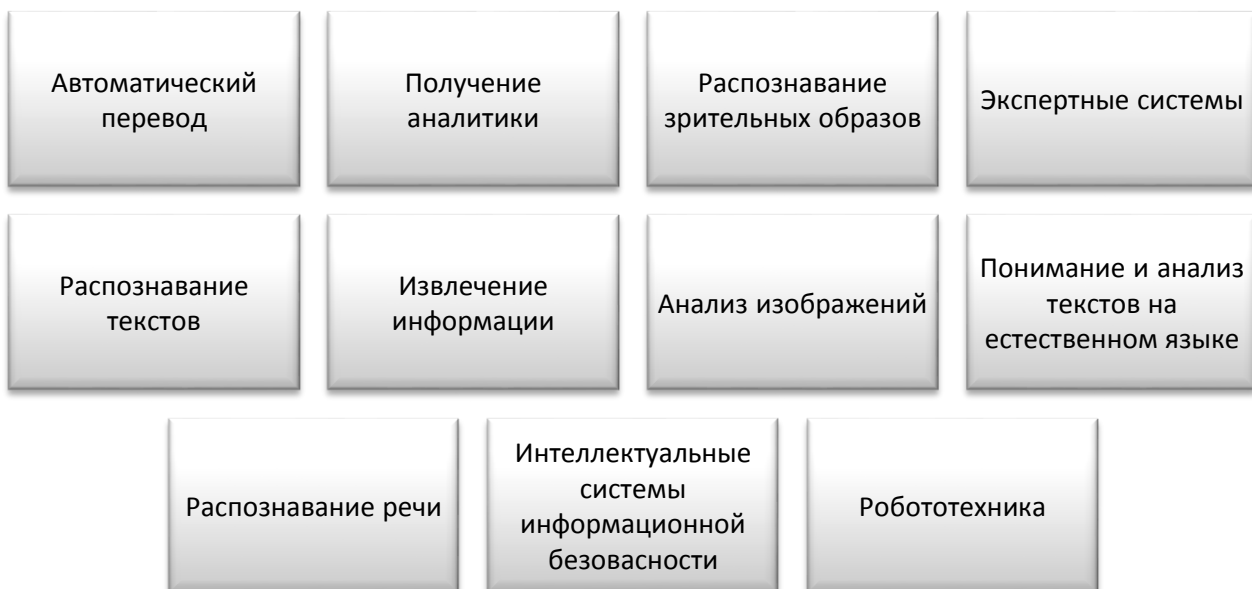 Автоматический
перевод
Получение
аналитики
Распознавание
зрительных образов
Экспертные системы
Распознавание
текстов
Извлечение
информации
Анализ изображений
Понимание и анализ
текстов на
естественном языке
Распознавание речи
Интеллектуальные
системы
информационной
безовасности
Робототехника